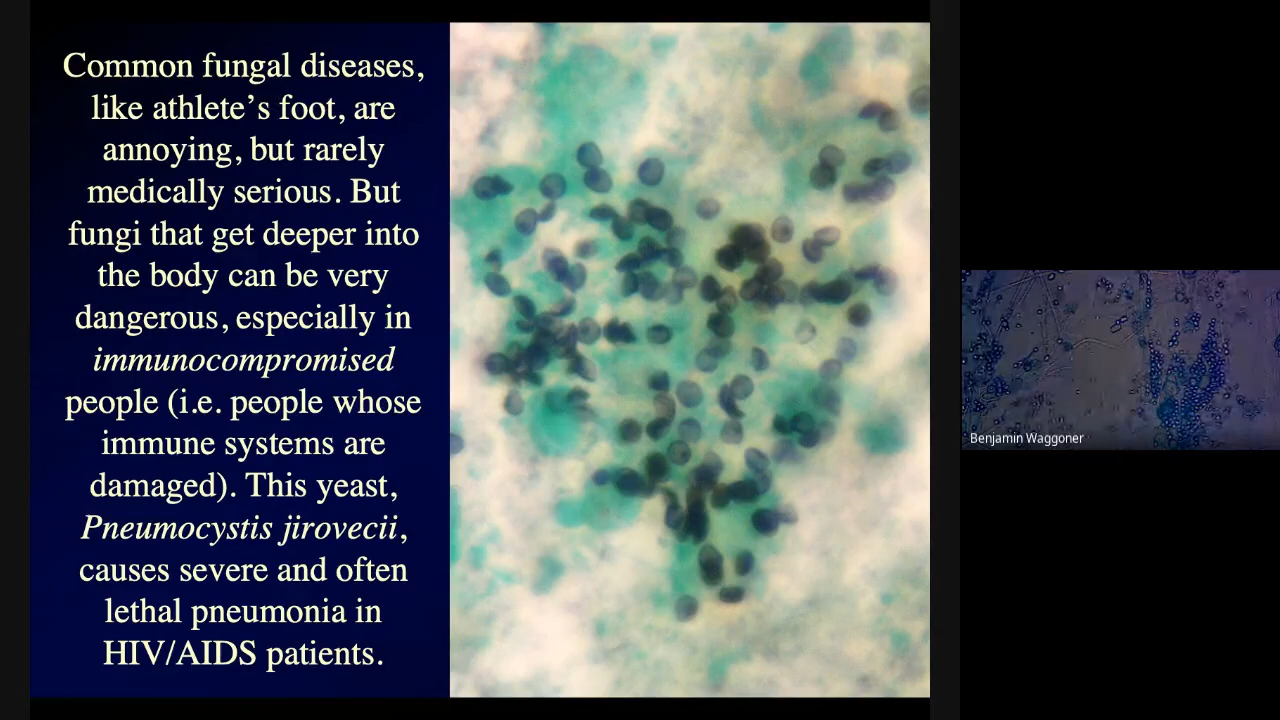 Common fungal diseases,
like athlete’s foot, are
annoying, but rarely
medically serious. But
fungi that get deeper into
the body can be very
dangerous, especially in
immunocompromised
people (i.e. people whose
immune systems are
damaged). This yeast,
Pneumocystis jirovecii,
causes severe and often
lethal pneumonia in
HIV/AIDS patients.
Benjamin Waggoner